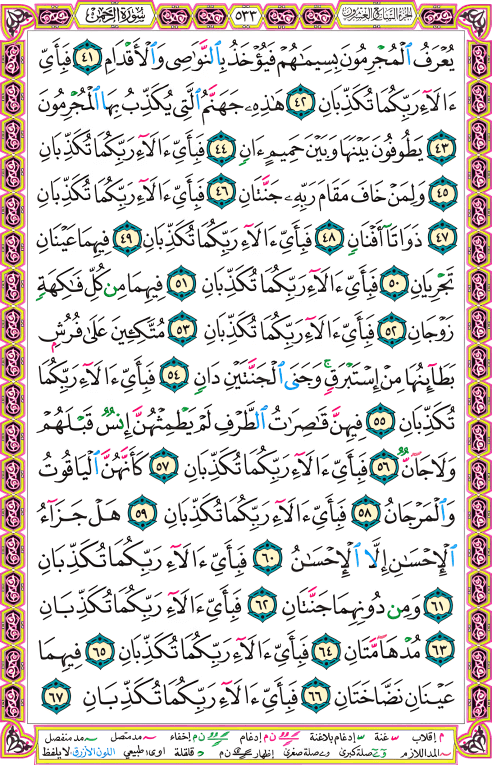 الجزء السابع والعشرون ٥٣٣ سورة الرحمن
يُعْرَفُ ٱلْمُجْرِمُونَ بِسِيمَـٰهُمْ فَيُؤْخَذُ بِٱلنَّوَٰصِى وَٱلْأَقْدَامِ ٤١ فَبِأَىِّ
ءَالَآءِ رَبِّكُمَا تُكَذِّبَانِ ٤٢ هَـٰذِهِۦ جَهَنَّمُ ٱلَّتِى يُكَذِّبُ بِهَا ٱلْمُجْرِمُونَ
٤٣ يَطُوفُونَ بَيْنَهَا وَبَيْنَ حَمِيمٍ ءَانٍ ٤٤ فَبِأَىِّ ءَالَآءِ رَبِّكُمَا تُكَذِّبَانِ
٤٥ وَلِمَنْ خَافَ مَقَامَ رَبِّهِۦ جَنَّتَانِ ٤٦ فَبِأَىِّ ءَالَآءِ رَبِّكُمَا تُكَذِّبَانِ
٤٧ ذَوَاتَآ أَفْنَانٍ ٤٨ فَبِأَىِّ ءَالَآءِ رَبِّكُمَا تُكَذِّبَانِ ٤٩ فِيهِمَا عَيْنَانِ
تَجْرِيَانِ ٥٠ فَبِأَىِّ ءَالَآءِ رَبِّكُمَا تُكَذِّبَانِ ٥١ فِيهِمَا مِن كُلِّ فَـٰكِهَةٍ
زَوْجَانِ ٥٢ فَبِأَىِّ ءَالَآءِ رَبِّكُمَا تُكَذِّبَانِ ٥٣ مُتَّكِـِٔينَ عَلَىٰ فُرُشٍۭ
بَطَآئِنُهَا مِنْ إِسْتَبْرَقٍ ۚ وَجَنَى ٱلْجَنَّتَيْنِ دَانٍ ٥٤ فَبِأَىِّ ءَالَآءِ رَبِّكُمَا
تُكَذِّبَانِ ٥٥ فِيهِنَّ قَـٰصِرَٰتُ ٱلطَّرْفِ لَمْ يَطْمِثْهُنَّ إِنسٌ قَبْلَهُمْ
وَلَا جَآنٌّ ٥٦ فَبِأَىِّ ءَالَآءِ رَبِّكُمَا تُكَذِّبَانِ ٥٧ كَأَنَّهُنَّ ٱلْيَاقُوتُ
وَٱلْمَرْجَانُ ٥٨ فَبِأَىِّ ءَالَآءِ رَبِّكُمَا تُكَذِّبَانِ ٥٩ هَلْ جَزَآءُ
ٱلْإِحْسَـٰنِ إِلَّا ٱلْإِحْسَـٰنُ ٦٠ فَبِأَىِّ ءَالَآءِ رَبِّكُمَا تُكَذِّبَانِ
٦١ وَمِن دُونِهِمَا جَنَّتَانِ ٦٢ فَبِأَىِّ ءَالَآءِ رَبِّكُمَا تُكَذِّبَانِ
٦٣ مُدْهَآمَّتَانِ ٦٤ فَبِأَىِّ ءَالَآءِ رَبِّكُمَا تُكَذِّبَانِ ٦٥ فِيهِمَا
عَيْنَانِ نَضَّاخَتَانِ ٦٦ فَبِأَىِّ ءَالَآءِ رَبِّكُمَا تُكَذِّبَانِ ٦٧
م إقلاب غنة إدغام بلاغنة ن م إدغام ن م إخفاء مد متصل مد منفصل
المد اللازم صلة كبرى صلة صغرى إظهار ن م قلقلة اوى طبيعي اللون الأزرق لا يلفظ